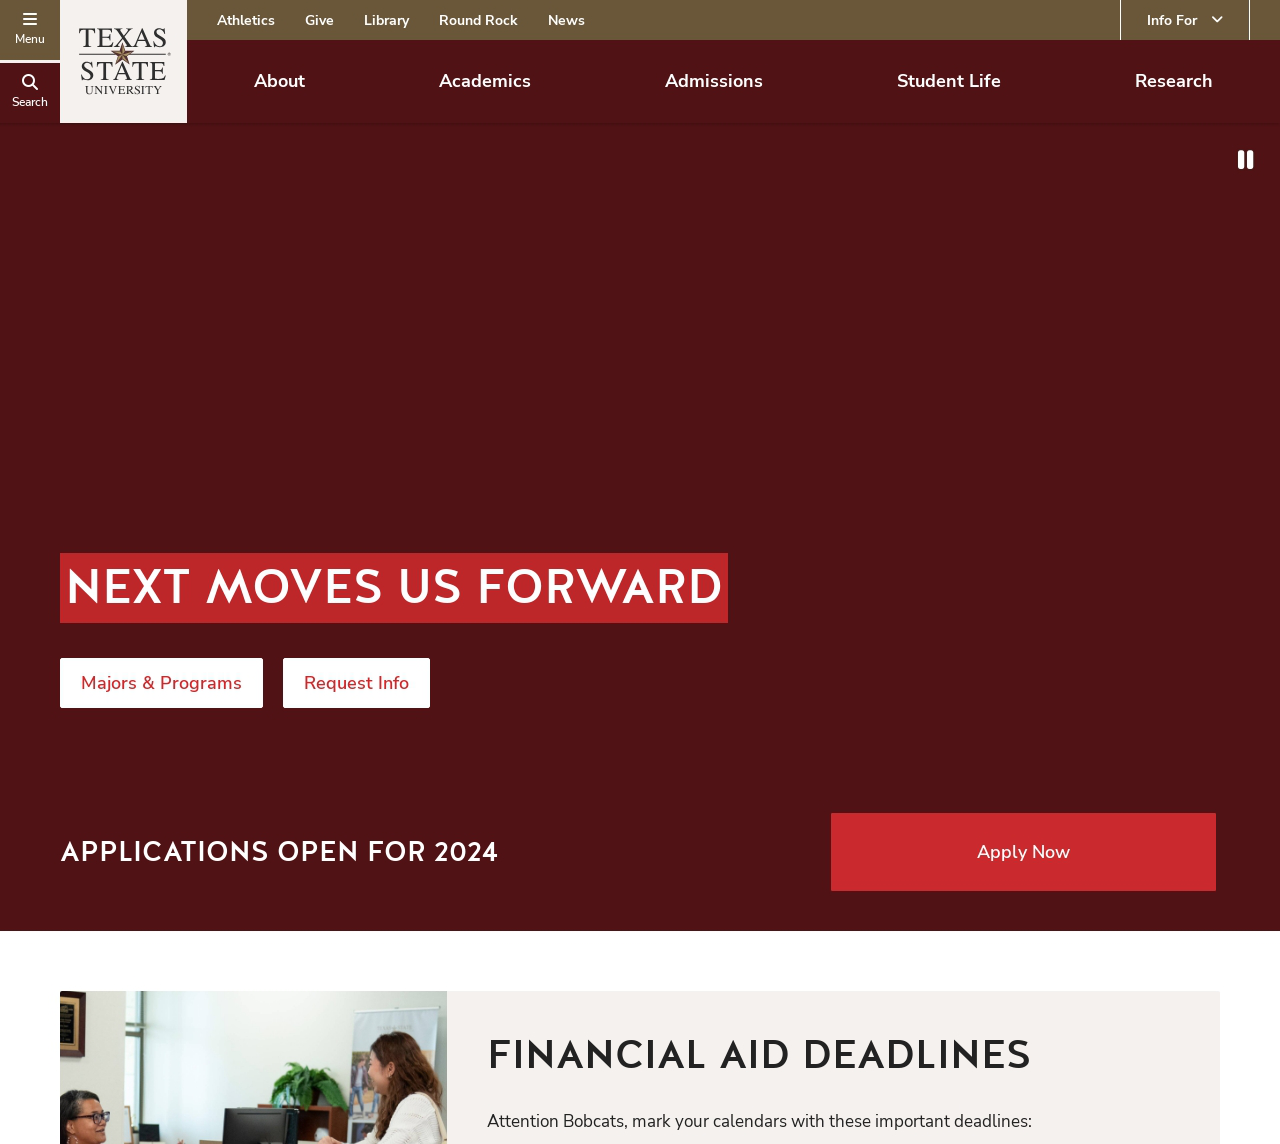 Menu
Search
TEXAS
STATE
UNIVERSITY
Athletics
Give
Library
Round Rock
News
Info For
About
Academics
Admissions
Student Life
Research
NEXT MOVES US FORWARD
Majors & Programs
Request Info
APPLICATIONS OPEN FOR 2024
Apply Now
FINANCIAL AID DEADLINES
Attention Bobcats, mark your calendars with these important deadlines: